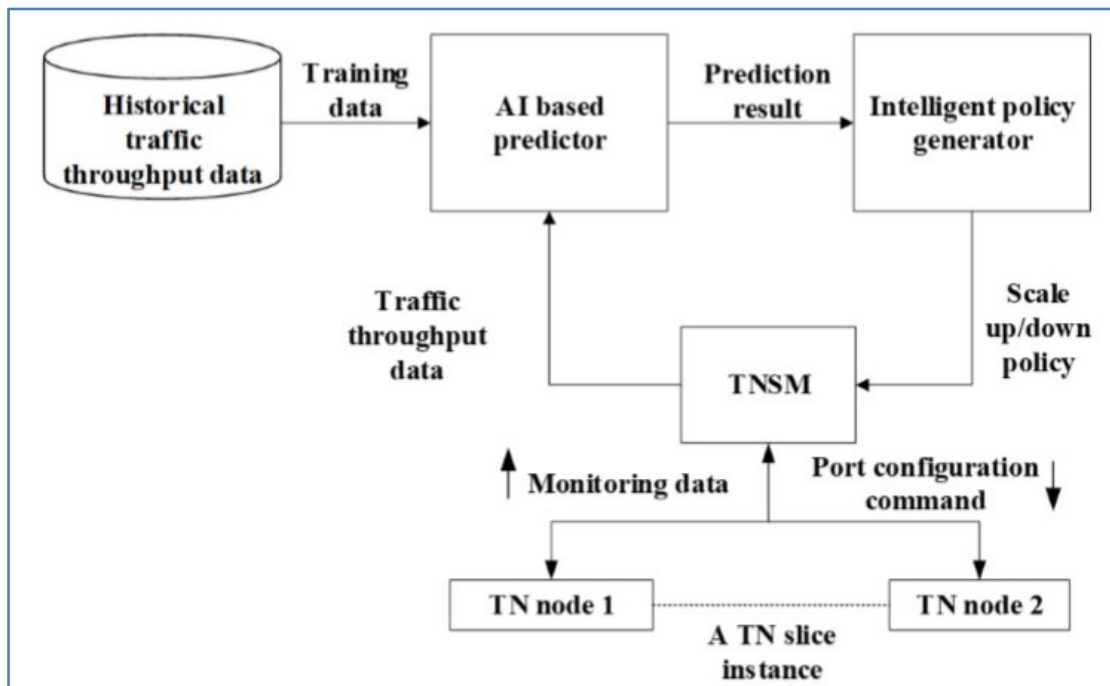 Historical
traffic
throughput data
Training
data
AI based
predictor
Prediction
result
Intelligent policy
generator
Traffic
throughput
data
TNSM
Scale
up/down
policy
Monitoring data
Port configuration
command
TN node 1
TN node 2
A TN slice
instance